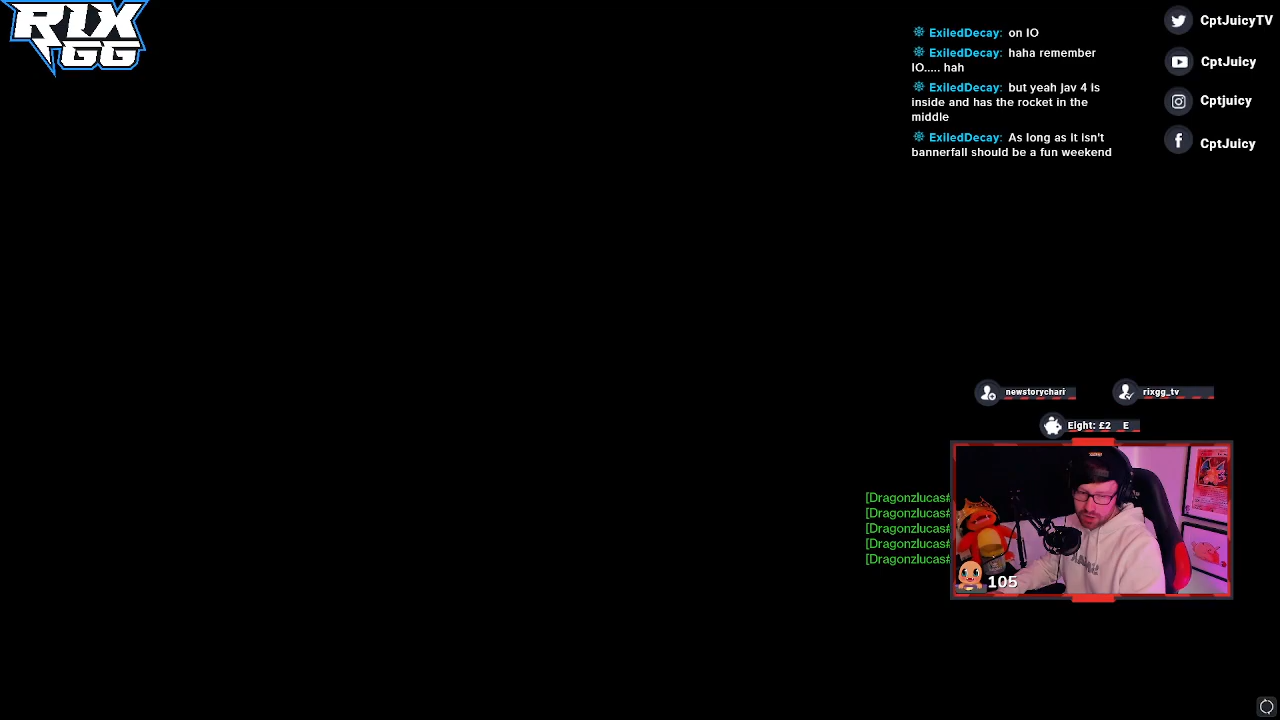 RIX
GG
ExiledDecay: on IO
ExiledDecay: haha remember
IO..... hah
ExiledDecay: but yeah jav 4 is
inside and has the rocket in the
middle
ExiledDecay: As long as it isn't
bannerfall should be a fun weekend
CptJuicyTV
CptJuicy
Cptjuicy
CptJuicy
newstorychari
rixgg_tv
Eight: £2 E
[Dragonzlucas#
[Dragonzlucas#
[Dragonzlucas#
[Dragonzlucas#
[Dragonzlucas#
105